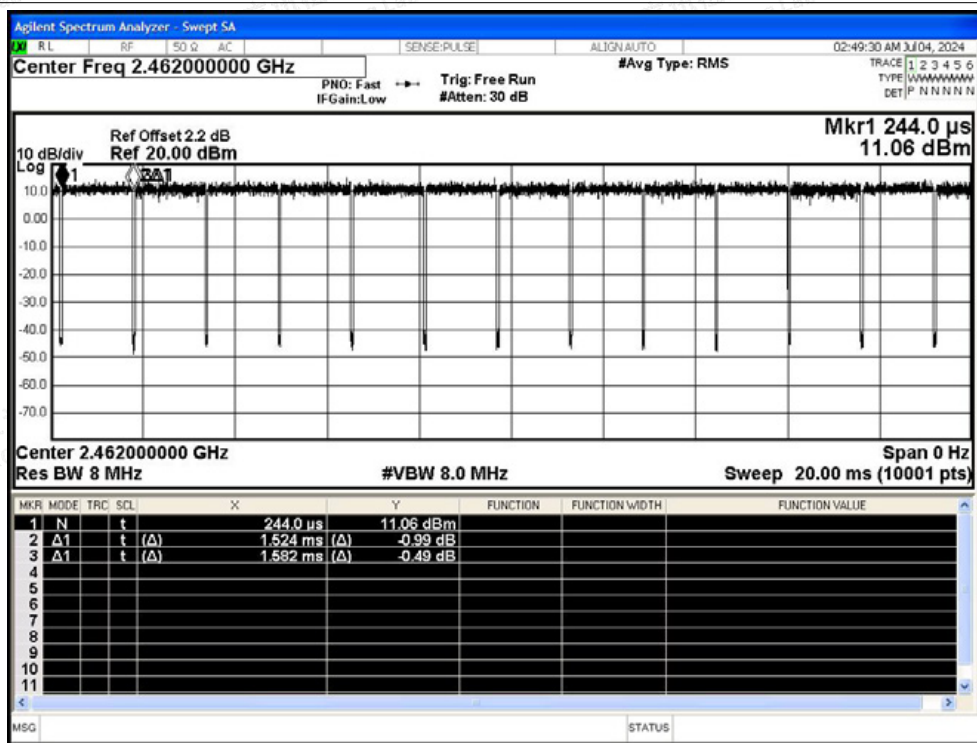 Agilent Spectrum Analyzer - Swept SA
RL RF 50 Ω AC SENSE:PULSE ALIGN AUTO 02:49:30 AM Jul 04, 2024
Center Freq 2.462000000 GHz
PNO: Fast
IFGain:Low
Trig: Free Run
#Atten: 30 dB
#Avg Type: RMS
TRACE 1 2 3 4 5 6
TYPE WWWWWW
DET P N N N N N
Ref Offset 2.2 dB
10 dB/div Ref 20.00 dBm
Log
Mkr1 244.0 µs
11.06 dBm
1
3Δ1
10.0
0.00
-10.0
-20.0
-30.0
-40.0
-50.0
-60.0
-70.0
Center 2.462000000 GHz Span 0 Hz
Res BW 8 MHz #VBW 8.0 MHz Sweep 20.00 ms (10001 pts)
MKR MODE TRC SCL X Y FUNCTION FUNCTION WIDTH FUNCTION VALUE
1 N t 244.0 µs 11.06 dBm
2 Δ1 t (Δ) 1.524 ms (Δ) -0.99 dB
3 Δ1 t (Δ) 1.582 ms (Δ) -0.49 dB
4
5
6
7
8
9
10
11
MSG STATUS